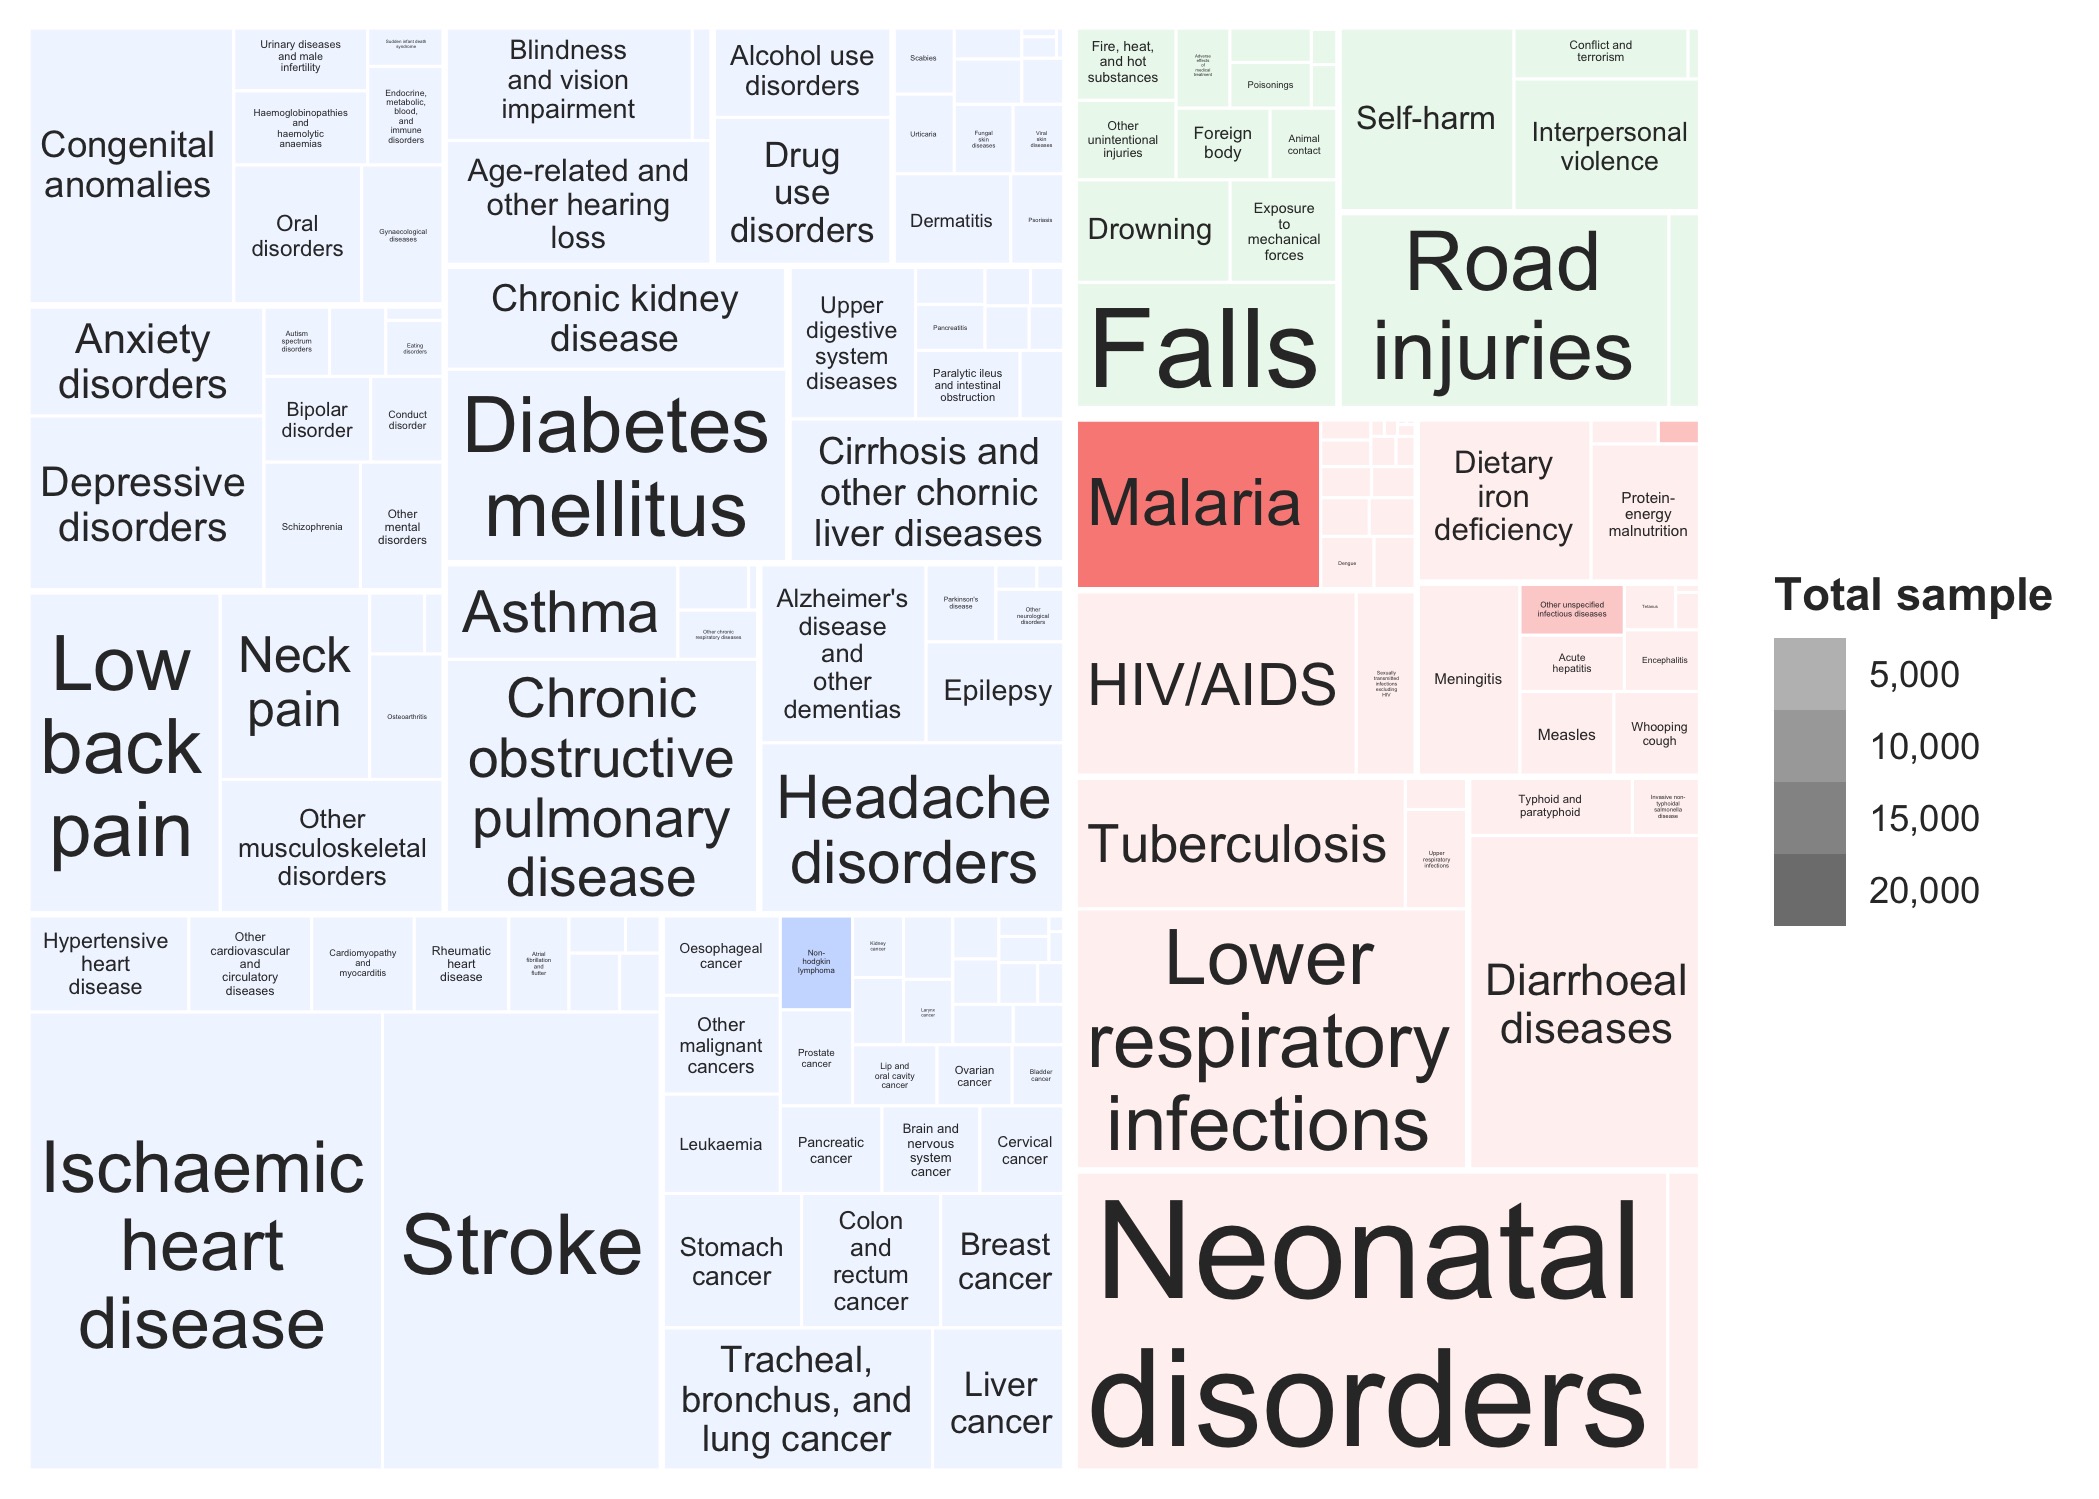 Congenital
anomalies
Urinary diseases
and male
infertility
Sudden infant death
syndrome
Haemoglobinopathies
and
haemolytic
anaemias
Endocrine,
metabolic,
blood,
and
immune
disorders
Oral
disorders
Gynaecological
diseases
Anxiety
disorders
Autism
spectrum
disorders
Eating
disorders
Bipolar
disorder
Conduct
disorder
Depressive
disorders
Schizophrenia
Other
mental
disorders
Low
back
pain
Neck
pain
Osteoarthritis
Other
musculoskeletal
disorders
Blindness
and vision
impairment
Age-related and
other hearing
loss
Alcohol use
disorders
Drug
use
disorders
Scabies
Urticaria
Fungal
skin
diseases
Viral
skin
diseases
Dermatitis
Psoriasis
Chronic kidney
disease
Diabetes
mellitus
Upper
digestive
system
diseases
Pancreatitis
Paralytic ileus
and intestinal
obstruction
Cirrhosis and
other chornic
liver diseases
Asthma
Other chronic
respiratory diseases
Chronic
obstructive
pulmonary
disease
Alzheimer's
disease
and
other
dementias
Parkinson's
disease
Other
neurological
disorders
Epilepsy
Headache
disorders
Hypertensive
heart
disease
Other
cardiovascular
and
circulatory
diseases
Cardiomyopathy
and
myocarditis
Rheumatic
heart
disease
Atrial
fibrillation
and
flutter
Ischaemic
heart
disease
Stroke
Oesophageal
cancer
Non-
hodgkin
lymphoma
Kidney
cancer
Larynx
cancer
Other
malignant
cancers
Prostate
cancer
Lip and
oral cavity
cancer
Ovarian
cancer
Bladder
cancer
Leukaemia
Pancreatic
cancer
Brain and
nervous
system
cancer
Cervical
cancer
Stomach
cancer
Colon
and
rectum
cancer
Breast
cancer
Tracheal,
bronchus, and
lung cancer
Liver
cancer
Fire, heat,
and hot
substances
Adverse
effects
of
medical
treatment
Poisonings
Other
unintentional
injuries
Foreign
body
Animal
contact
Drowning
Exposure
to
mechanical
forces
Falls
Self-harm
Conflict and
terrorism
Interpersonal
violence
Road
injuries
Malaria
Dengue
Dietary
iron
deficiency
Protein-
energy
malnutrition
HIV/AIDS
Sexually
transmitted
infections
excluding
HIV
Meningitis
Other unspecified
infectious diseases
Tetanus
Acute
hepatitis
Encephalitis
Measles
Whooping
cough
Tuberculosis
Upper
respiratory
infections
Typhoid and
paratyphoid
Invasive non-
typhoidal
salmonella
disease
Lower
respiratory
infections
Diarrhoeal
diseases
Neonatal
disorders
Total sample
5,000
10,000
15,000
20,000